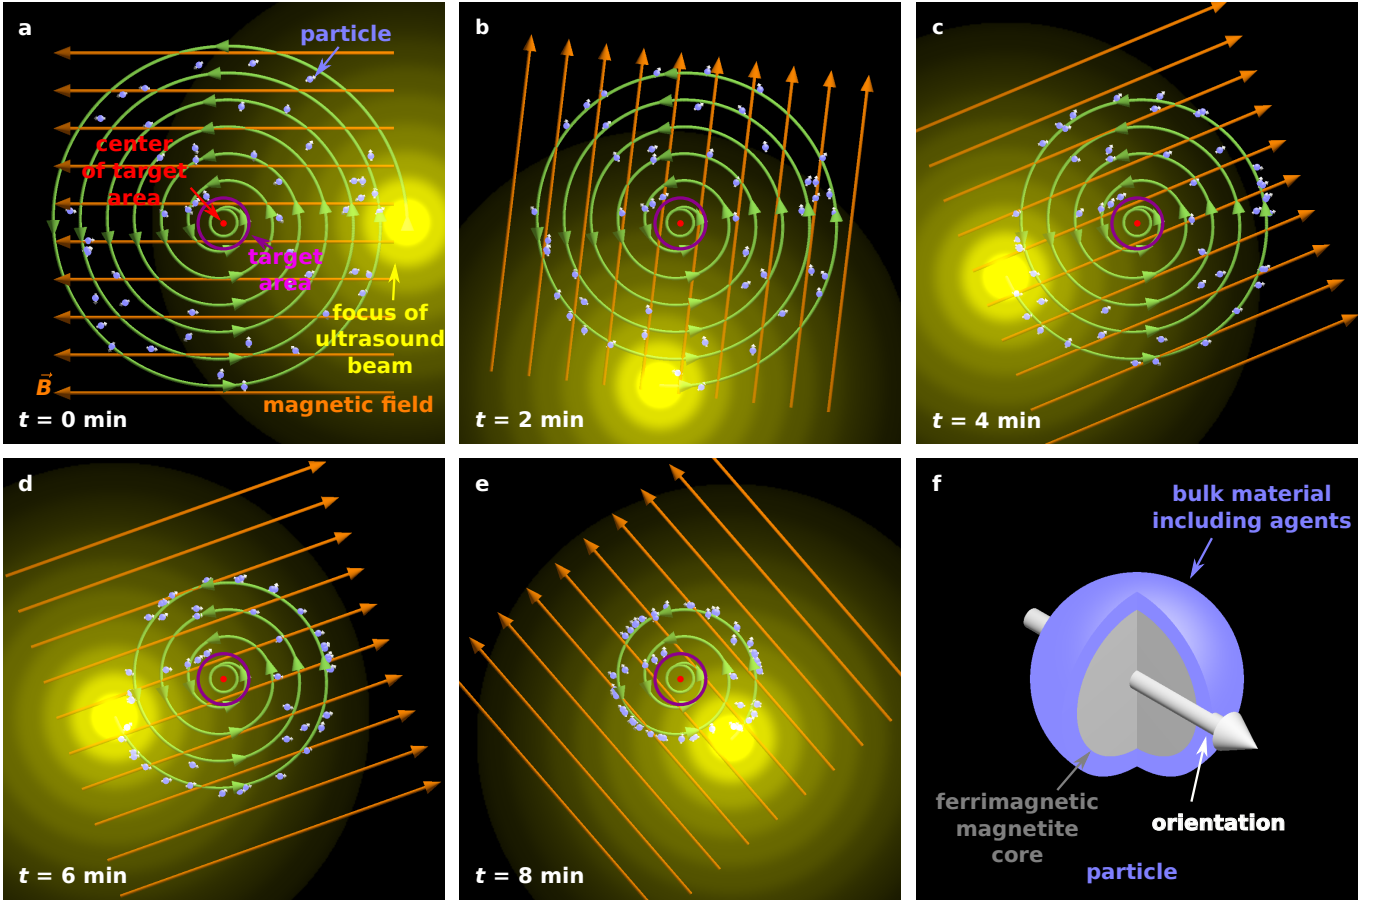 a
particle
center
of target
area
target
area
focus of
ultrasound
beam
B
magnetic field
t = 0 min
b
t = 2 min
c
t = 4 min
d
t = 6 min
e
t = 8 min
f
bulk material
including agents
ferrimagnetic
magnetite
core
orientation
particle